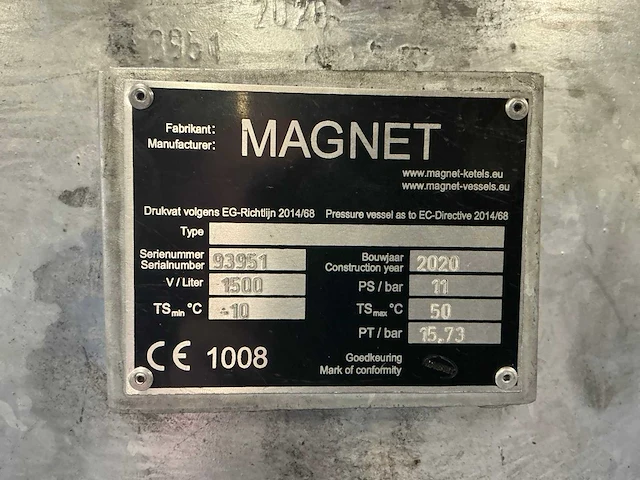 2020
3951
Fabrikant:
Manufacturer:
MAGNET
www.magnet-ketels.eu
www.magnet-vessels.eu
Drukvat volgens EG-Richtlijn 2014/68 Pressure vessel as to EC-Directive 2014/68
Type
Serienummer
Serialnumber 93951
Bouwjaar
Construction year 2020
V / Liter 1500 PS / bar 11
TSmin °C -10 TSmax °C 50
PT / bar 15,73
CE 1008
Goedkeuring
Mark of conformity